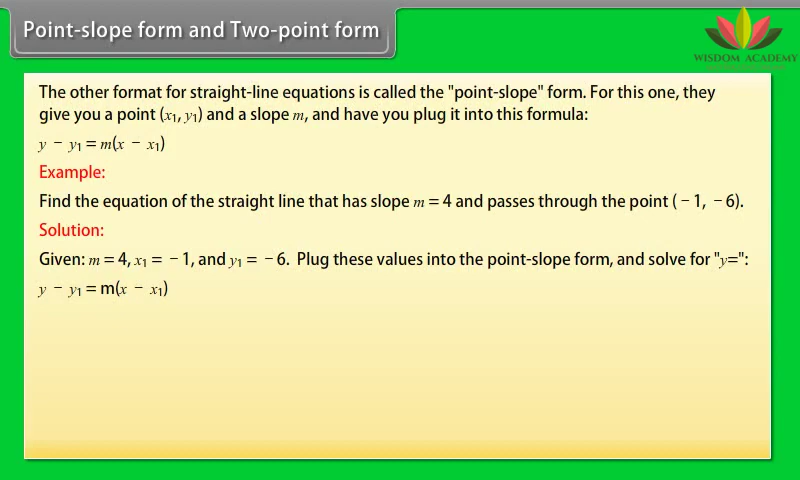 Point-slope form and Two-point form
WISDOM ACADEMY
The other format for straight-line equations is called the "point-slope" form. For this one, they
give you a point (x₁, y₁) and a slope m, and have you plug it into this formula:
y − y₁ = m(x − x₁)
Example:
Find the equation of the straight line that has slope m = 4 and passes through the point ( − 1, − 6).
Solution:
Given: m = 4, x₁ = − 1, and y₁ = − 6. Plug these values into the point-slope form, and solve for "y=":
y − y₁ = m(x − x₁)